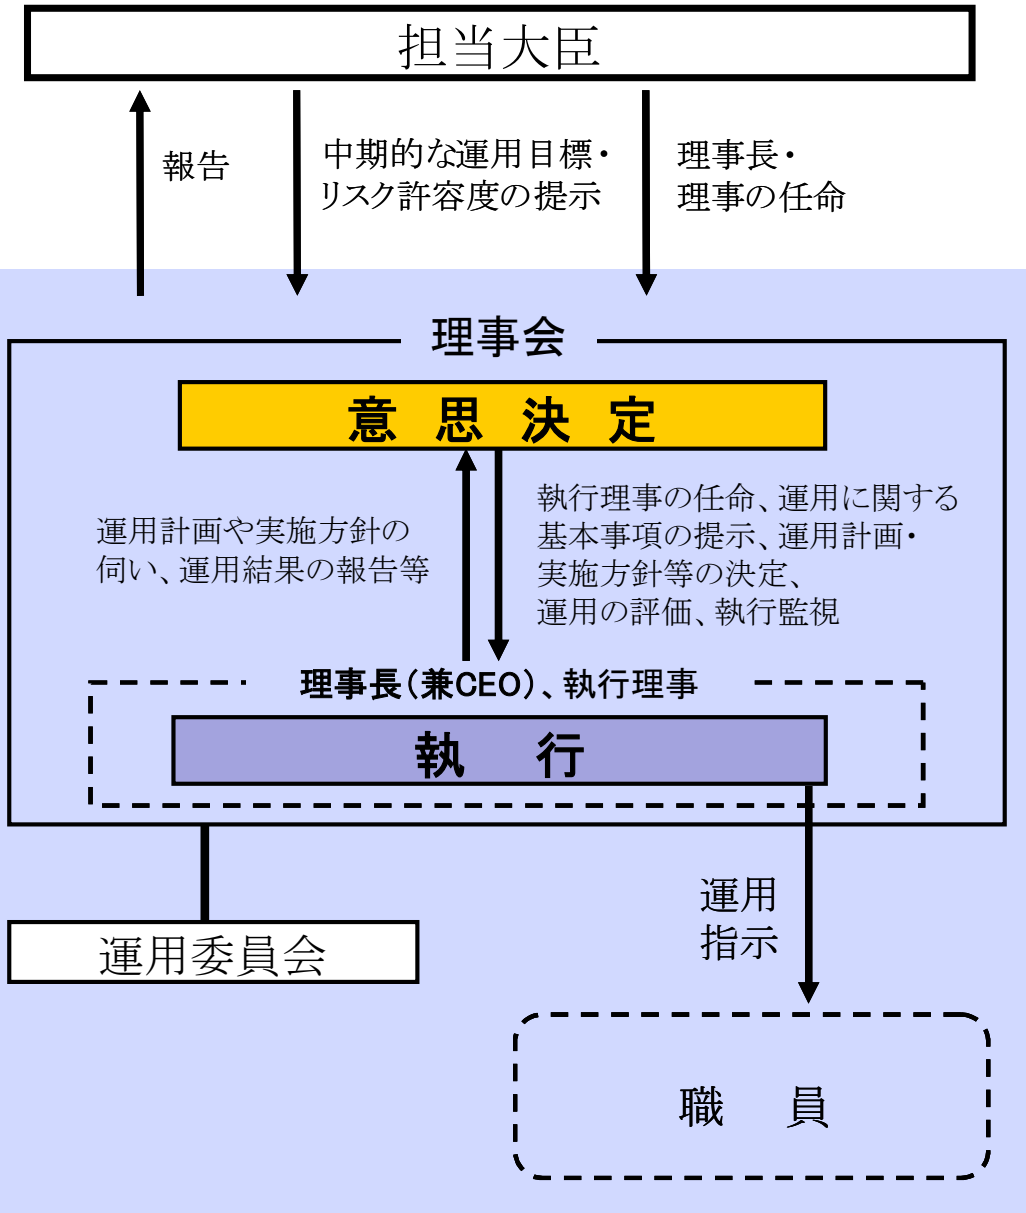 担当大臣
報告
中期的な運用目標・
リスク許容度の提示
理事長・
理事の任命
理事会
意思決定
運用計画や実施方針の
伺い、運用結果の報告等
執行理事の任命、運用に関する
基本事項の提示、運用計画・
実施方針等の決定、
運用の評価、執行監視
理事長（兼CEO）、執行理事
執行
運用委員会
運用
指示
職員